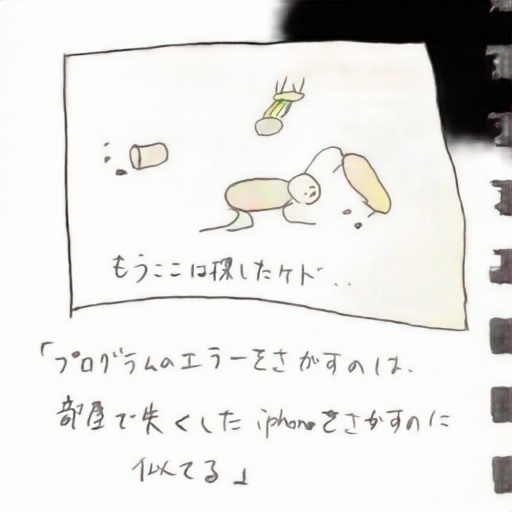 もうここは探したケド..
「プログラムのエラーをさがすのは、
部屋で失くした iphoneをさがすのに
似てる」